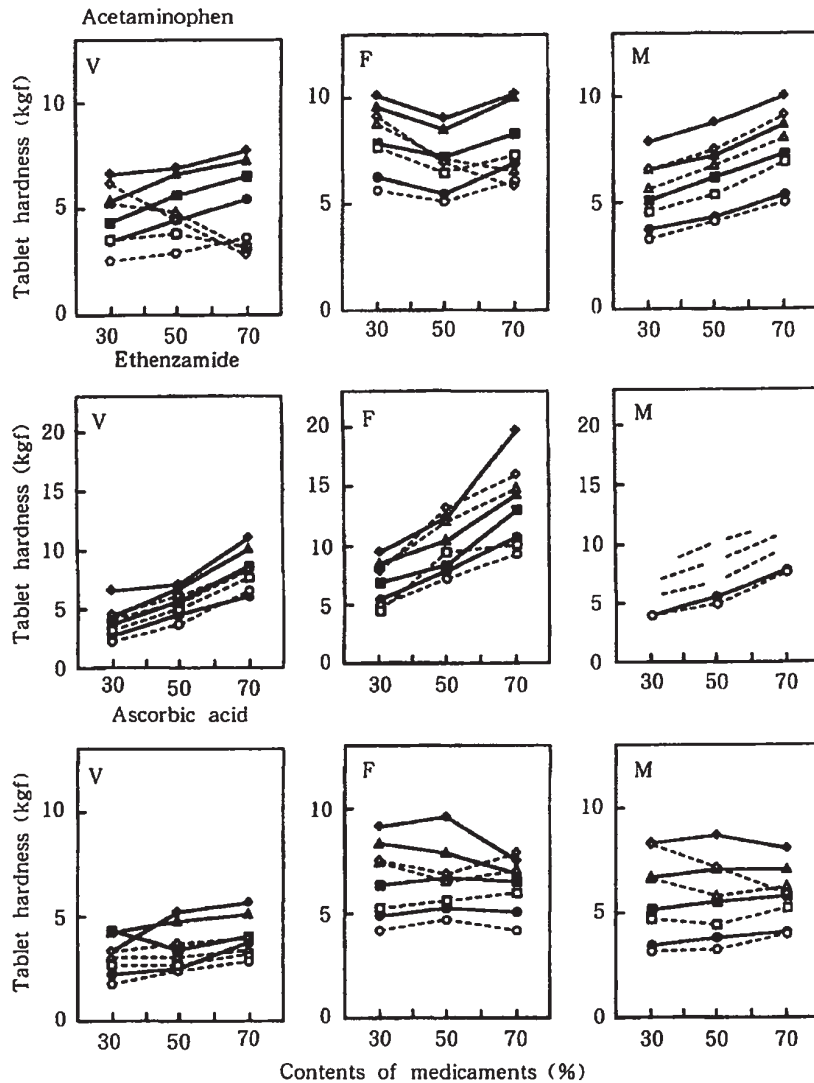 Acetaminophen
V F M
Tablet hardness (kgf)
10 10 10
5 5 5
0 0 0
30 50 70 30 50 70 30 50 70
Ethenzamide
V F M
Tablet hardness (kgf)
20 20 20
15 15 15
10 10 10
5 5 5
0 0 0
30 50 70 30 50 70 30 50 70
Ascorbic acid
V F M
Tablet hardness (kgf)
10 10 10
5 5 5
0 0 0
30 50 70 30 50 70 30 50 70
Contents of medicaments (%)